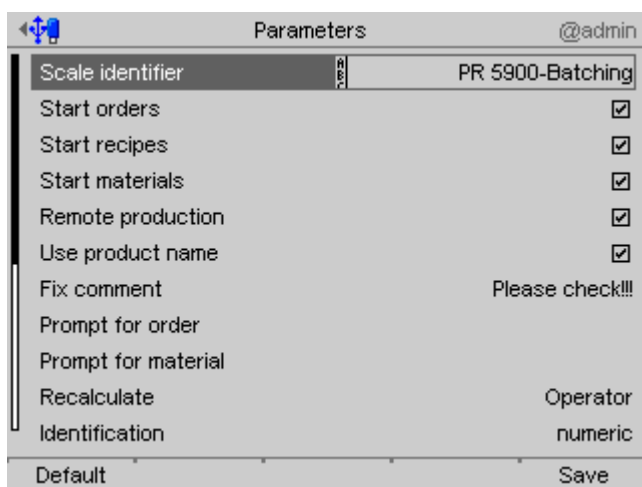 Parameters @admin
Scale identifier ABC PR 5900-Batching
Start orders
Start recipes
Start materials
Remote production
Use product name
Fix comment Please check!!!
Prompt for order
Prompt for material
Recalculate Operator
Identification numeric
Default Save